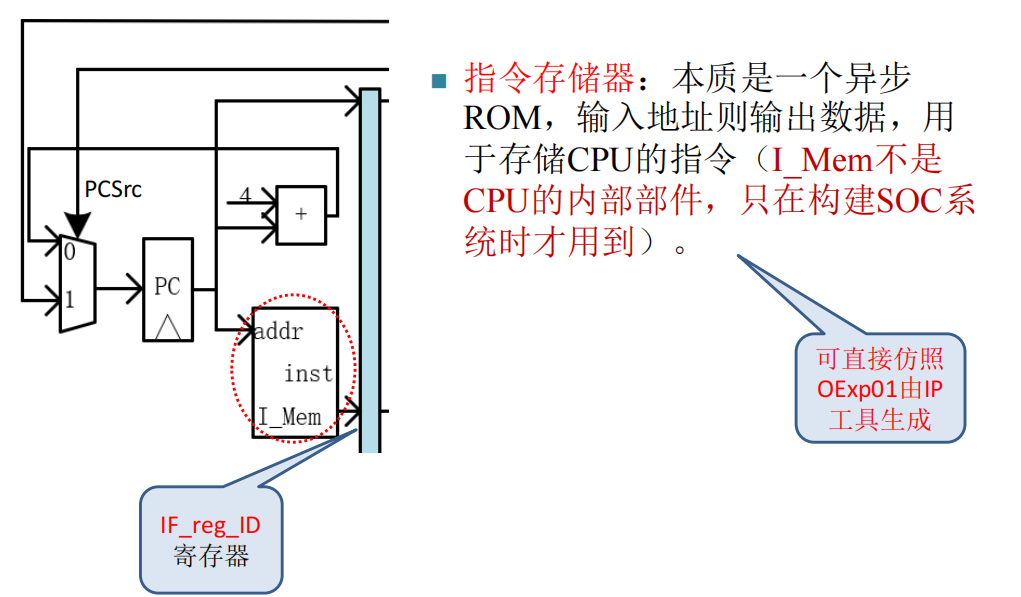 PCSrc
0
1
PC
4
+
addr
inst
I_Mem
IF_reg_ID
寄存器
指令存储器：本质是一个异步
ROM，输入地址则输出数据，用
于存储CPU的指令（I_Mem不是
CPU的内部部件，只在构建SOC系
统时才用到）。
可直接仿照
OExp01由IP
工具生成